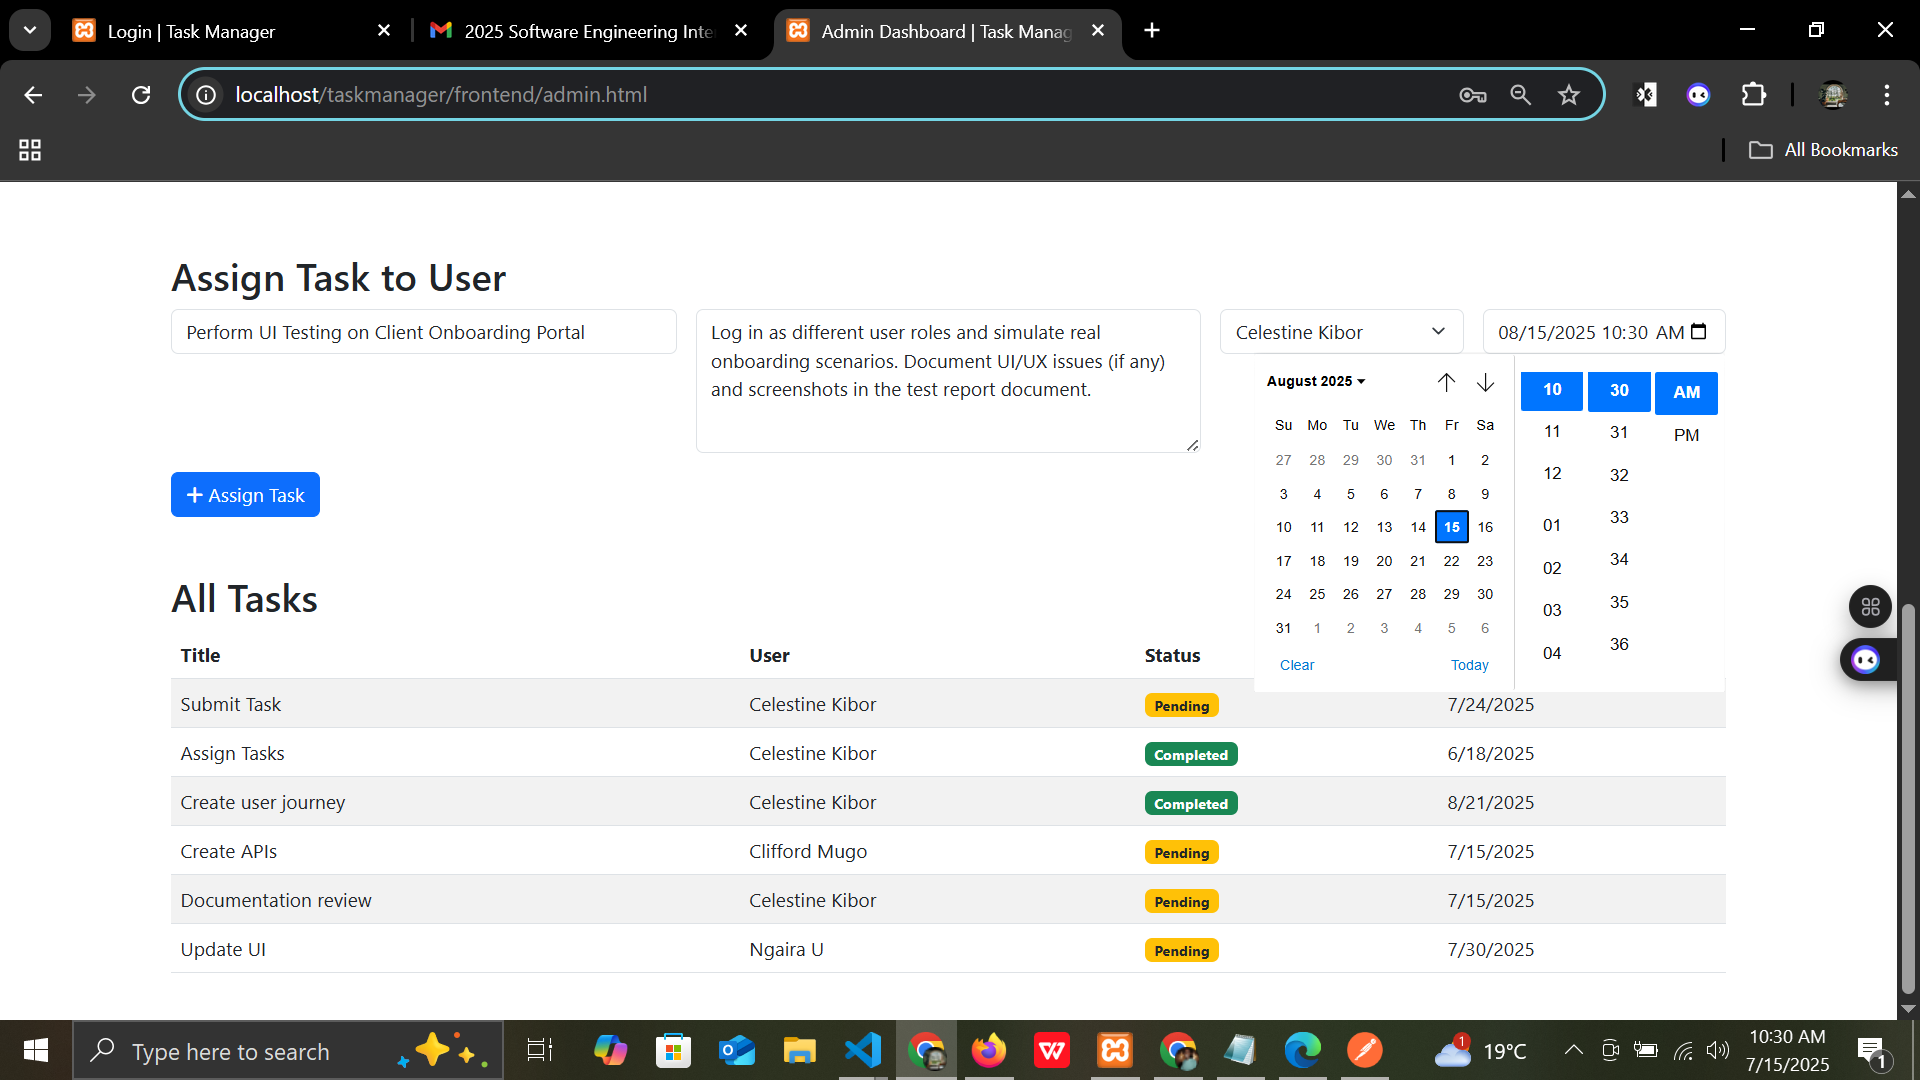 Login | Task Manager
2025 Software Engineering Inte
Admin Dashboard | Task Manag
localhost/taskmanager/frontend/admin.html
All Bookmarks
Assign Task to User
Perform UI Testing on Client Onboarding Portal
Log in as different user roles and simulate real
onboarding scenarios. Document UI/UX issues (if any)
and screenshots in the test report document.
Celestine Kibor
08/15/2025 10:30 AM
August 2025
Su Mo Tu We Th Fr Sa
27 28 29 30 31 1 2
3 4 5 6 7 8 9
10 11 12 13 14 15 16
17 18 19 20 21 22 23
24 25 26 27 28 29 30
31 1 2 3 4 5 6
Clear Today
10 30 AM
11 31 PM
12 32
01 33
02 34
03 35
04 36
+ Assign Task
All Tasks
Title User Status
Submit Task Celestine Kibor Pending 7/24/2025
Assign Tasks Celestine Kibor Completed 6/18/2025
Create user journey Celestine Kibor Completed 8/21/2025
Create APIs Clifford Mugo Pending 7/15/2025
Documentation review Celestine Kibor Pending 7/15/2025
Update UI Ngaira U Pending 7/30/2025
Type here to search
1
19°C
10:30 AM
7/15/2025
1